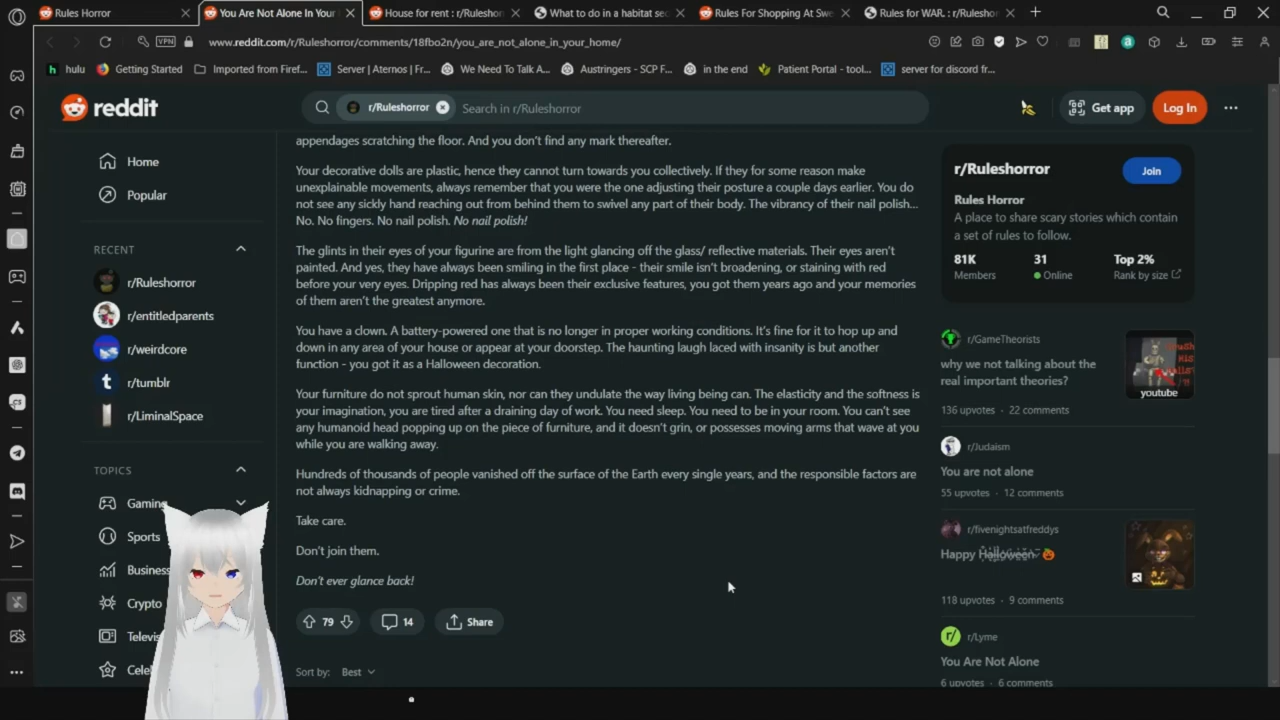 Rules Horror
You Are Not Alone In Your
House for rent : r/Ruleshorr
What to do in a habitat sec
Rules For Shopping At Swe
Rules for WAR. : r/Ruleshor
VPN
www.reddit.com/r/Ruleshorror/comments/18fbo2n/you_are_not_alone_in_your_home/
hulu
Getting Started
Imported from Firef...
Server | Aternos | Fr...
We Need To Talk A...
Austringers - SCP F...
in the end
Patient Portal - tool...
server for discord fr...
reddit
r/Ruleshorror
Search in r/Ruleshorror
Get app
Log In
Home
Popular
RECENT
r/Ruleshorror
r/entitledparents
r/weirdcore
r/tumblr
r/LiminalSpace
TOPICS
Gaming
Sports
Business
Crypto
Televis
Celeb
appendages scratching the floor. And you don't find any mark thereafter.
Your decorative dolls are plastic, hence they cannot turn towards you collectively. If they for some reason make
unexplainable movements, always remember that you were the one adjusting their posture a couple days earlier. You do
not see any sickly hand reaching out from behind them to swivel any part of their body. The vibrancy of their nail polish...
No. No fingers. No nail polish. No nail polish!
The glints in their eyes of your figurine are from the light glancing off the glass/ reflective materials. Their eyes aren't
painted. And yes, they have always been smiling in the first place - their smile isn't broadening, or staining with red
before your very eyes. Dripping red has always been their exclusive features, you got them years ago and your memories
of them aren't the greatest anymore.
You have a clown. A battery-powered one that is no longer in proper working conditions. It's fine for it to hop up and
down in any area of your house or appear at your doorstep. The haunting laugh laced with insanity is but another
function - you got it as a Halloween decoration.
Your furniture do not sprout human skin, nor can they undulate the way living being can. The elasticity and the softness is
your imagination, you are tired after a draining day of work. You need sleep. You need to be in your room. You can't see
any humanoid head popping up on the piece of furniture, and it doesn't grin, or possesses moving arms that wave at you
while you are walking away.
Hundreds of thousands of people vanished off the surface of the Earth every single years, and the responsible factors are
not always kidnapping or crime.
Take care.
Don't join them.
Don't ever glance back!
79
14
Share
Sort by: Best
r/Ruleshorror
Join
Rules Horror
A place to share scary stories which contain
a set of rules to follow.
81K
31
Top 2%
Members
Online
Rank by size
r/GameTheorists
why we not talking about the
real important theories?
youtube
136 upvotes · 22 comments
r/Judaism
You are not alone
55 upvotes · 12 comments
r/fivenightsatfreddys
Happy Halloween
118 upvotes · 9 comments
r/
r/Lyme
You Are Not Alone
6 upvotes · 6 comments